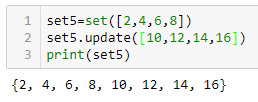 1 set5=set([2,4,6,8])
2 set5.update([10,12,14,16])
3 print(set5)
{2, 4, 6, 8, 10, 12, 14, 16}